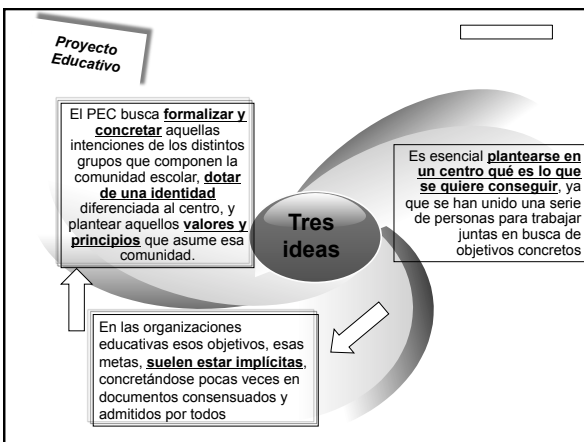 Proyecto
Educativo
El PEC busca formalizar y
concretar aquellas
intenciones de los distintos
grupos que componen la
comunidad escolar, dotar
de una identidad
diferenciada al centro, y
plantear aquellos valores y
principios que asume esa
comunidad.
Tres
ideas
Es esencial plantearse en
un centro qué es lo que
se quiere conseguir, ya
que se han unido una serie
de personas para trabajar
juntas en busca de
objetivos concretos
En las organizaciones
educativas esos objetivos, esas
metas, suelen estar implícitas,
concretándose pocas veces en
documentos consensuados y
admitidos por todos